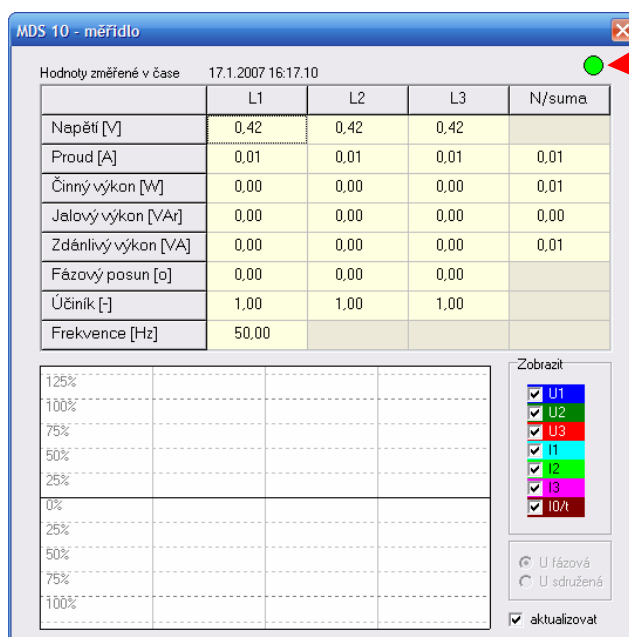 MDS 10 - měřidlo
Hodnoty změřené v čase 17.1.2007 16:17.10
L1 L2 L3 N/suma
Napětí [V] 0,42 0,42 0,42
Proud [A] 0,01 0,01 0,01 0,01
Činný výkon [W] 0,00 0,00 0,00 0,01
Jalový výkon [VAr] 0,00 0,00 0,00 0,00
Zdánlivý výkon [VA] 0,00 0,00 0,00 0,01
Fázový posun [o] 0,00 0,00 0,00
Účiník [-] 1,00 1,00 1,00
Frekvence [Hz] 50,00
Zobrazit
125%
100%
75%
50%
25%
0%
25%
50%
75%
100%
U1
U2
U3
I1
I2
I3
I0/t
U fázová
U sdružená
aktualizovat